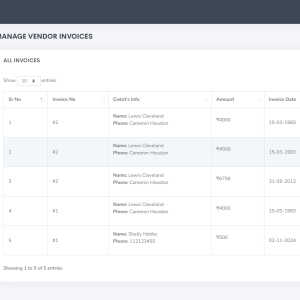 MANAGE VENDOR INVOICES
ALL INVOICES
Show 10 entries
Sr No Invoice No Cielnt's Info Amount Invoice Date
1 #2 Name: Lewis Cleveland ₹4000 15-03-1983
Phone: Cameron Houston
2 #2 Name: Lewis Cleveland ₹4000 15-03-1983
Phone: Cameron Houston
3 #2 Name: Lewis Cleveland ₹6756 21-05-2012
Phone: Cameron Houston
4 #1 Name: Lewis Cleveland ₹4000 15-03-1983
Phone: Cameron Houston
5 #1 Name: Shelly Hobbs ₹500 02-11-2024
Phone: 112123465
Showing 1 to 5 of 5 entries